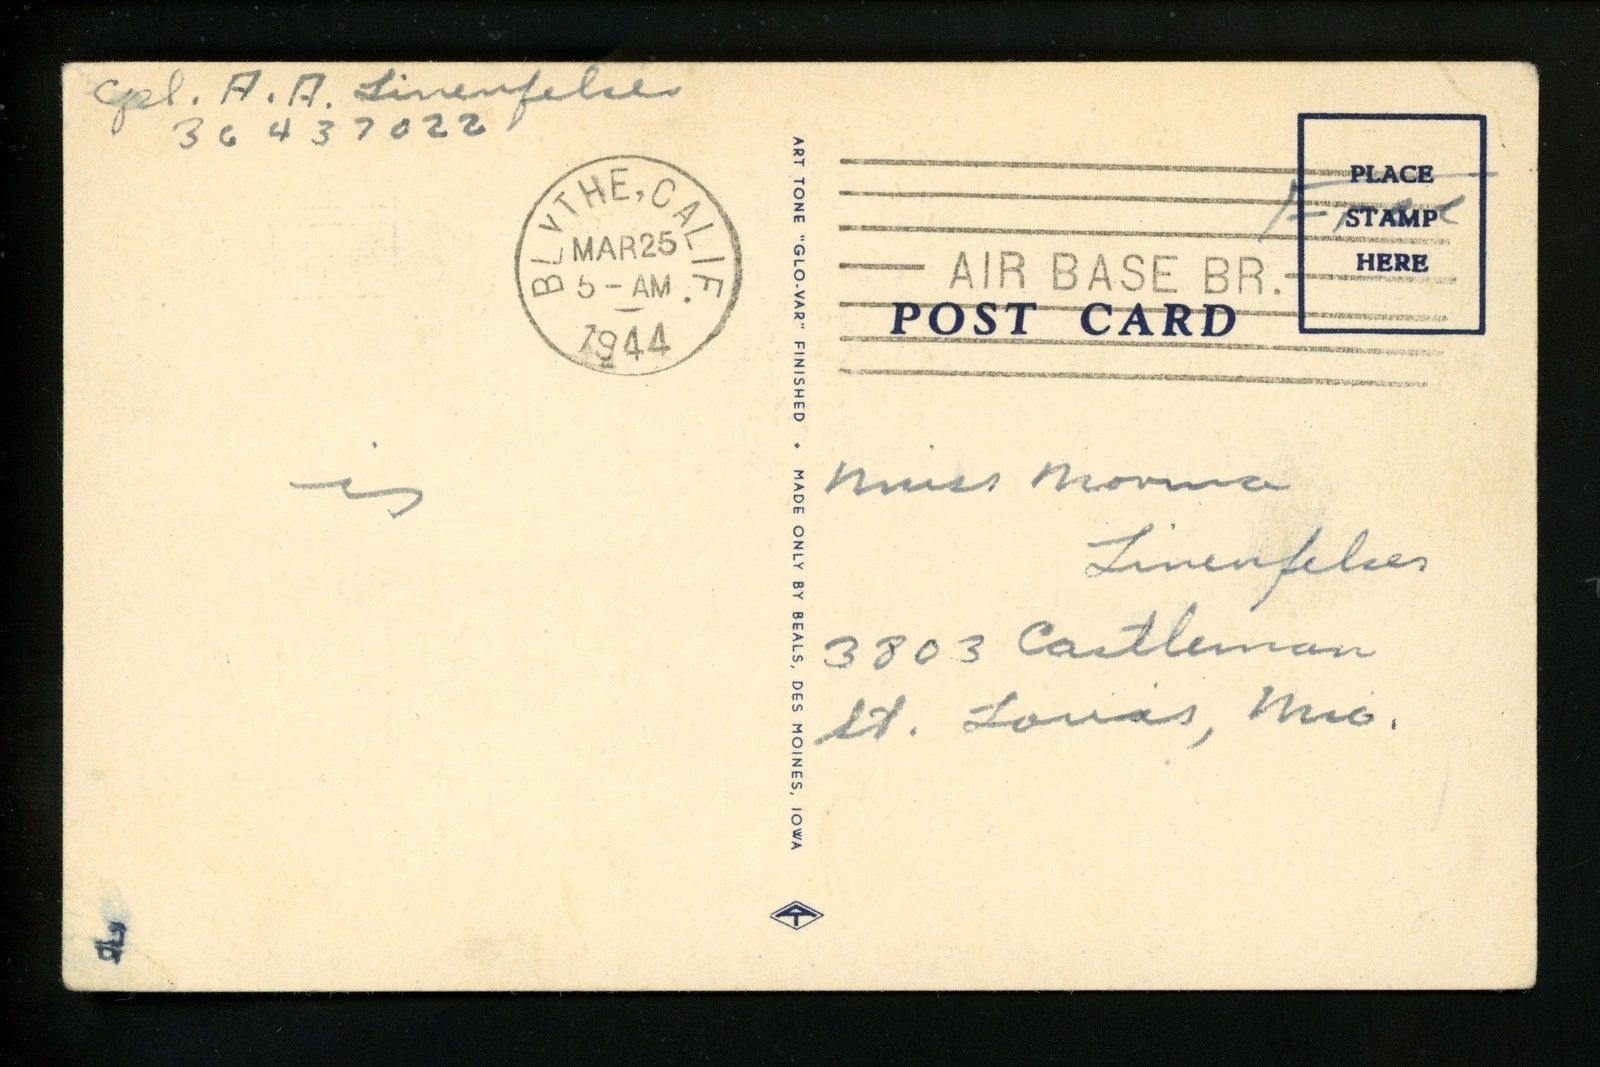 Cpl. A. A. Linenfelser
36437022
BLYTHE, CALIF.
MAR 25
5 - AM
1944
AIR BASE BR.
PLACE
STAMP
HERE
Free
POST CARD
ART TONE "GLO-VAR" FINISHED • MADE ONLY BY BEALS, DES MOINES, IOWA
Miss Norma
Linenfelser
3803 Castleman
St. Louis, Mo.